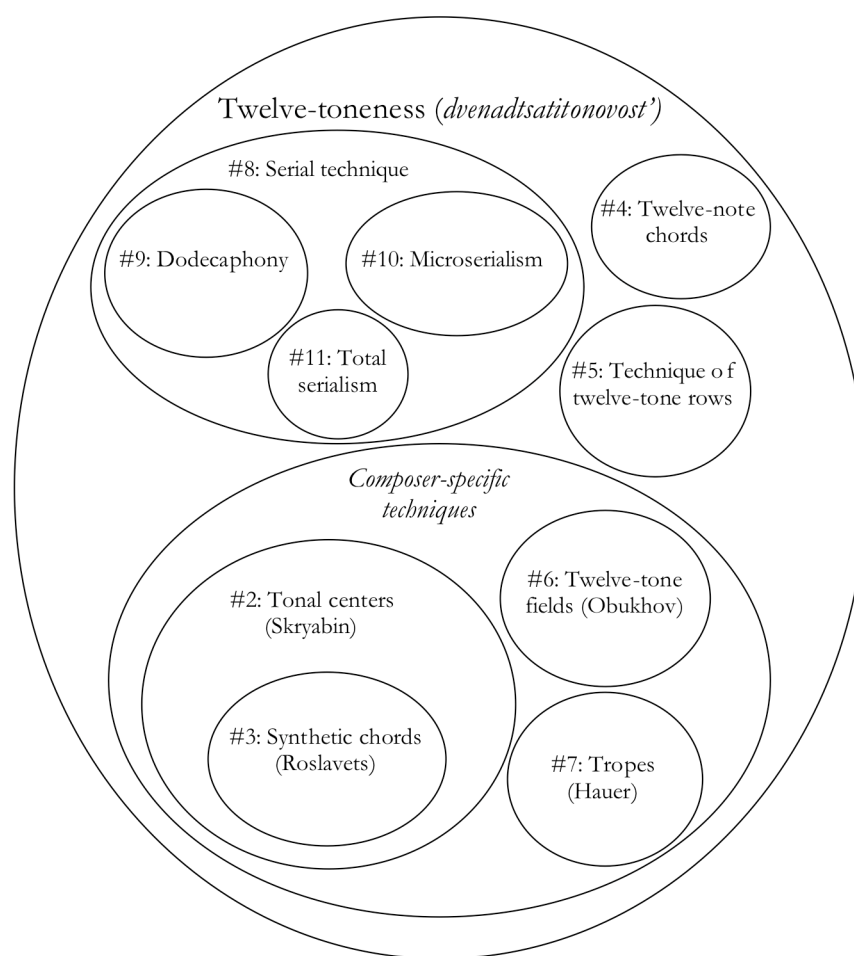 Twelve-toneness (dvenadtsatitonovost’)
#8: Serial technique
#4: Twelve-note
chords
#9: Dodecaphony
#10: Microserialism
#11: Total
serialism
#5: Technique of
twelve-tone rows
Composer-specific
techniques
#2: Tonal centers
(Skryabin)
#6: Twelve-tone
fields (Obukhov)
#3: Synthetic chords
(Roslavets)
#7: Tropes
(Hauer)